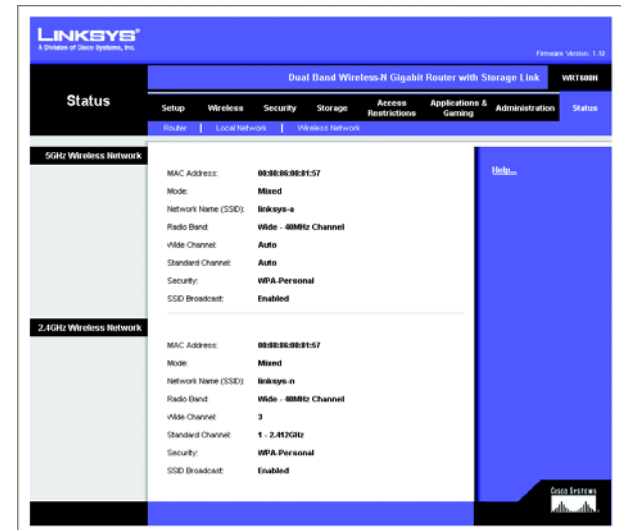 LINKSYS®
A Division of Cisco Systems, Inc.
Firmware Version: 1.32
Dual Band Wireless-N Gigabit Router with Storage Link WRT600N
Status
Setup Wireless Security Storage Access Restrictions Applications & Gaming Administration Status
Router | Local Network | Wireless Network
5GHz Wireless Network
Help...
MAC Address: 00:88:86:00:81:57
Mode: Mixed
Network Name (SSID): linksys-a
Radio Band: Wide - 40MHz Channel
Wide Channel: Auto
Standard Channel: Auto
Security: WPA-Personal
SSID Broadcast: Enabled
2.4GHz Wireless Network
MAC Address: 00:88:86:00:81:57
Mode: Mixed
Network Name (SSID): linksys-n
Radio Band: Wide - 40MHz Channel
Wide Channel: 3
Standard Channel: 1 - 2.412GHz
Security: WPA-Personal
SSID Broadcast: Enabled
CISCO SYSTEMS